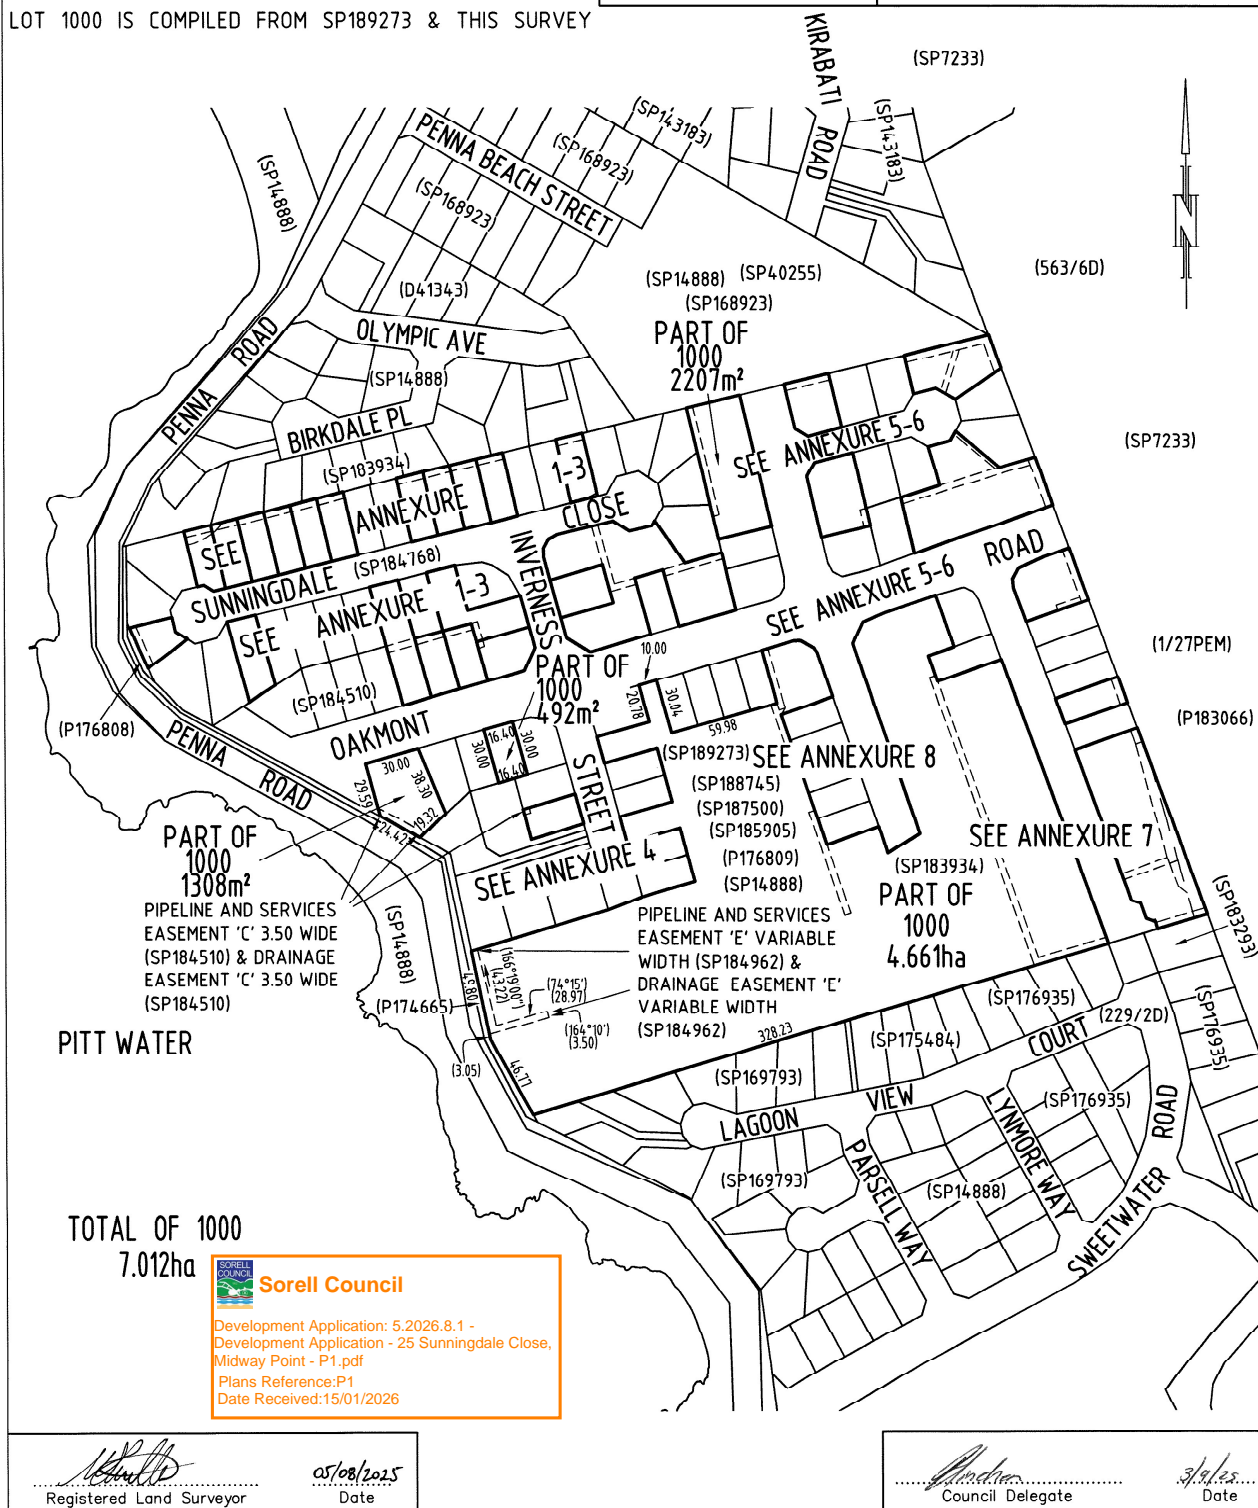 LOT 1000 IS COMPILED FROM SP189273 & THIS SURVEY
KIRABATI ROAD
(SP7233)
(SP143183)
(SP143183)
(SP168923)
PENNA BEACH STREET
(SP168923)
(SP14888)
N
(563/6D)
(SP14888) (SP40255)
(SP168923)
(D41343)
OLYMPIC AVE
PENNA ROAD
PART OF
1000
2207m²
(SP14888)
BIRKDALE PL
(SP183934)
SEE ANNEXURE 5-6
(SP7233)
SEE ANNEXURE 1-3
SUNNINGDALE CLOSE
(SP184768)
INVERNESS STREET
SEE ANNEXURE 1-3
SEE ANNEXURE 5-6
ROAD
(1/27PEM)
(P183066)
(SP184510)
(P176808)
PENNA ROAD
OAKMONT
PART OF
1000
492m²
10.00
20.78
30.04
59.98
16.40
30.00
30.00
16.40
(SP189273)
SEE ANNEXURE 8
(SP188745)
(SP187500)
(SP185905)
(P176809)
(SP14888)
30.00
29.59
38.30
19.32
24.42
PART OF
1000
1308m²
SEE ANNEXURE 4
SEE ANNEXURE 7
(SP183934)
PART OF
1000
4.661ha
(SP183293)
PIPELINE AND SERVICES
EASEMENT 'C' 3.50 WIDE
(SP184510) & DRAINAGE
EASEMENT 'C' 3.50 WIDE
(SP184510)
(SP14888)
PIPELINE AND SERVICES
EASEMENT 'E' VARIABLE
WIDTH (SP184962) &
DRAINAGE EASEMENT 'E'
VARIABLE WIDTH
(SP184962)
(166°19'00")
(43.22)
(74°15')
(28.97)
(164°10')
(3.50)
(P174665)
(3.05)
46.77
328.23
PITT WATER
(SP176935)
(SP175484)
(229/2D)
(SP176935)
(SP169793)
LAGOON VIEW COURT
(SP176935)
LYNMORE WAY
PARSELL WAY
(SP169793)
(SP14888)
SWEETWATER ROAD
TOTAL OF 1000
7.012ha
SORELL
COUNCIL
Sorell Council
Development Application: 5.2026.8.1 -
Development Application - 25 Sunningdale Close,
Midway Point - P1.pdf
Plans Reference:P1
Date Received:15/01/2026
05/08/2025
Registered Land Surveyor Date
3/9/25
Council Delegate Date